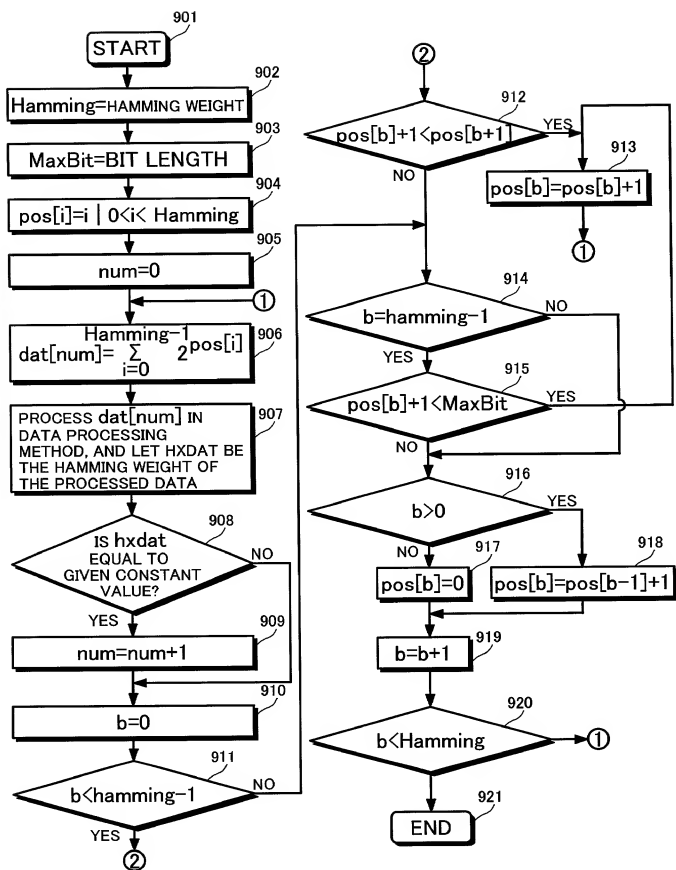 901
START
902
Hamming=HAMMING WEIGHT
903
MaxBit=BIT LENGTH
904
pos[i]=i | 0<i< Hamming
905
num=0
①
906
dat[num]= Hamming-1 Σ i=0 2 pos[i]
907
PROCESS dat[num] IN
DATA PROCESSING
METHOD, AND LET HXDAT BE
THE HAMMING WEIGHT OF
THE PROCESSED DATA
908
IS hxdat
EQUAL TO
GIVEN CONSTANT
VALUE?
NO
YES
909
num=num+1
910
b=0
911
b<hamming-1
NO
YES
②
②
912
pos[b]+1<pos[b+1]
YES
NO
913
pos[b]=pos[b]+1
①
914
b=hamming-1
NO
YES
915
pos[b]+1<MaxBit
YES
NO
916
b>0
YES
NO
917
pos[b]=0
918
pos[b]=pos[b-1]+1
919
b=b+1
920
b<Hamming
①
921
END